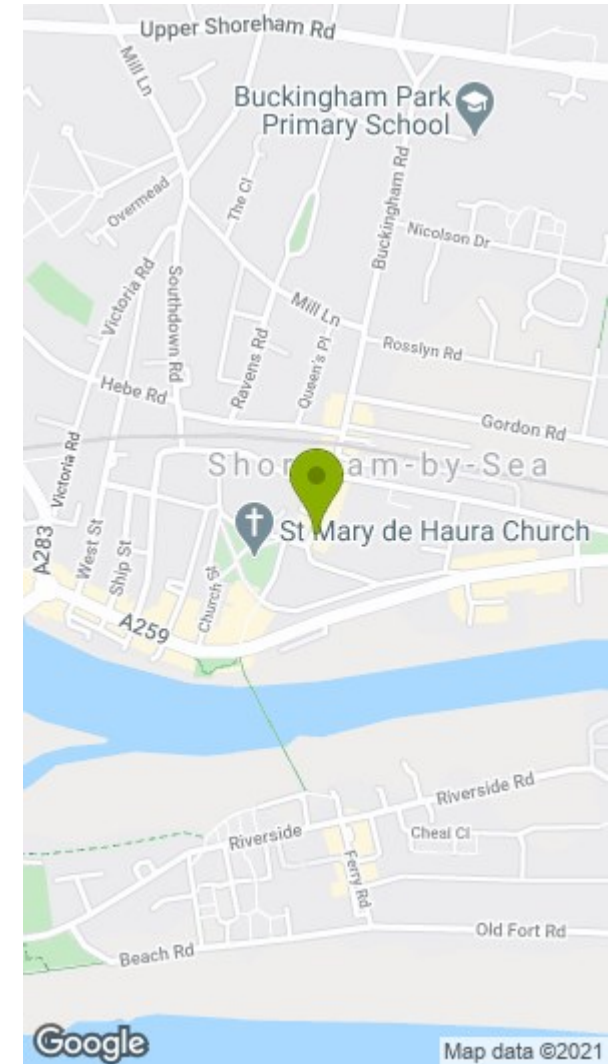 Upper Shoreham Rd
Mill Ln
Buckingham Park
Primary School
Buckingham Rd
The Cl
Overmead
Nicolson Dr
Victoria Rd
Southdown Rd
Mill Ln
Ravens Rd
Queen's Pl
Rosslyn Rd
Hebe Rd
Gordon Rd
Victoria Rd
Shoreham-by-Sea
St Mary de Haura Church
A283
West St
Ship St
Church St
A259
Riverside Rd
Riverside
Cheal Cl
Ferry Rd
Old Fort Rd
Beach Rd
Google
Map data ©2021